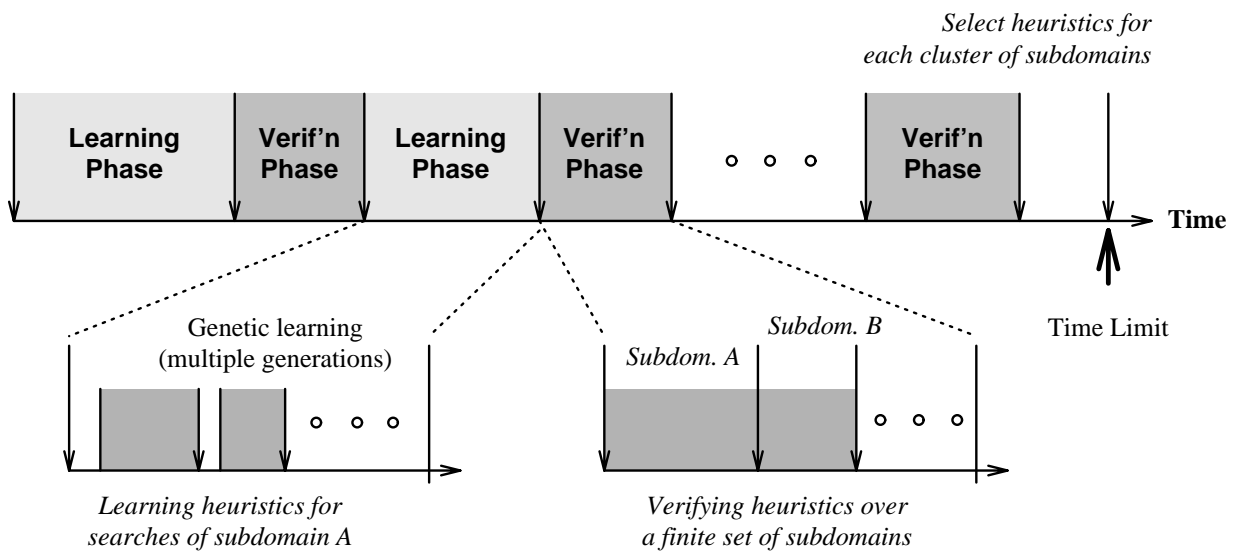 Select heuristics for
each cluster of subdomains
Learning
Phase
Verif'n
Phase
Learning
Phase
Verif'n
Phase
Verif'n
Phase
Time
Time Limit
Genetic learning
(multiple generations)
Learning heuristics for
searches of subdomain A
Subdom. A
Subdom. B
Verifying heuristics over
a finite set of subdomains